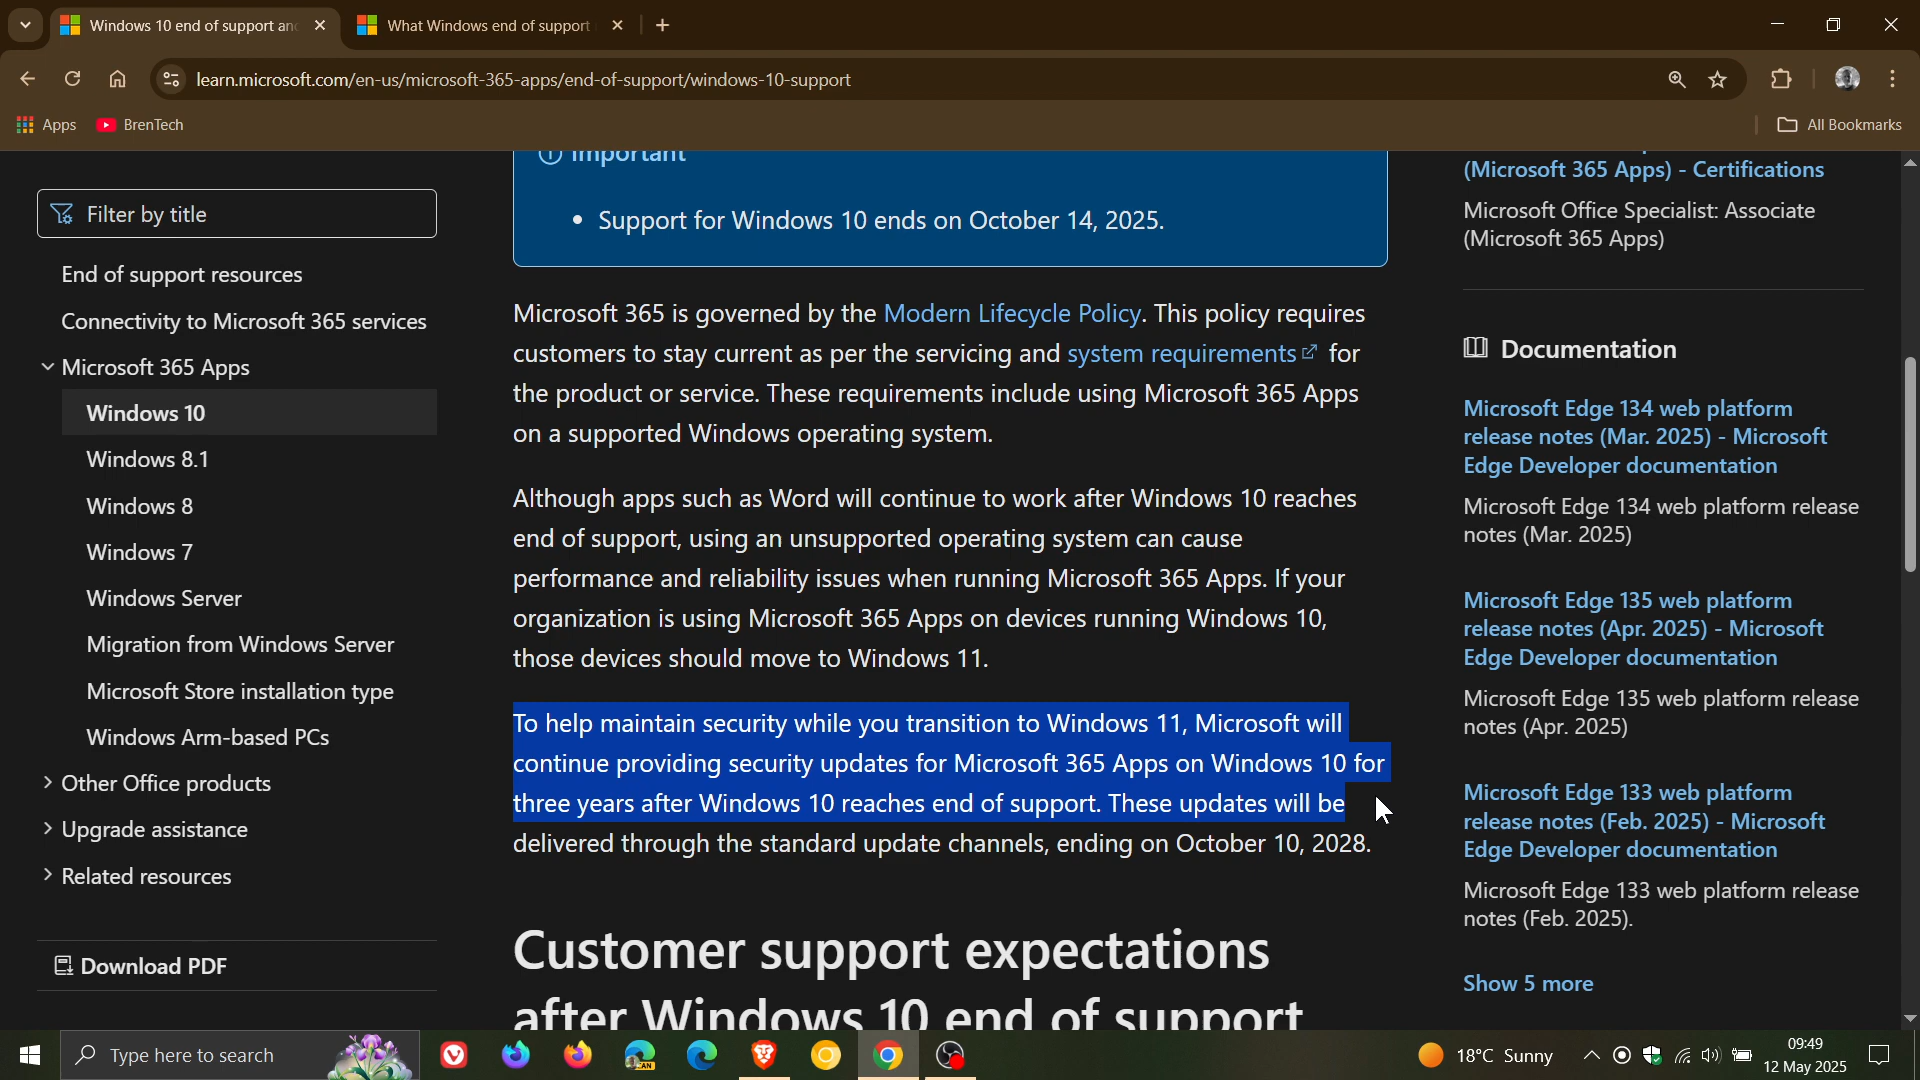 Windows 10 end of support an
What Windows end of support
learn.microsoft.com/en-us/microsoft-365-apps/end-of-support/windows-10-support
Apps
BrenTech
All Bookmarks
Filter by title
End of support resources
Connectivity to Microsoft 365 services
Microsoft 365 Apps
Windows 10
Windows 8.1
Windows 8
Windows 7
Windows Server
Migration from Windows Server
Microsoft Store installation type
Windows Arm-based PCs
Other Office products
Upgrade assistance
Related resources
Download PDF
Important
Support for Windows 10 ends on October 14, 2025.
Microsoft 365 is governed by the Modern Lifecycle Policy. This policy requires
customers to stay current as per the servicing and system requirements for
the product or service. These requirements include using Microsoft 365 Apps
on a supported Windows operating system.
Although apps such as Word will continue to work after Windows 10 reaches
end of support, using an unsupported operating system can cause
performance and reliability issues when running Microsoft 365 Apps. If your
organization is using Microsoft 365 Apps on devices running Windows 10,
those devices should move to Windows 11.
To help maintain security while you transition to Windows 11, Microsoft will
continue providing security updates for Microsoft 365 Apps on Windows 10 for
three years after Windows 10 reaches end of support. These updates will be
delivered through the standard update channels, ending on October 10, 2028.
Customer support expectations
after Windows 10 end of support
(Microsoft 365 Apps) - Certifications
Microsoft Office Specialist: Associate
(Microsoft 365 Apps)
Documentation
Microsoft Edge 134 web platform
release notes (Mar. 2025) - Microsoft
Edge Developer documentation
Microsoft Edge 134 web platform release
notes (Mar. 2025)
Microsoft Edge 135 web platform
release notes (Apr. 2025) - Microsoft
Edge Developer documentation
Microsoft Edge 135 web platform release
notes (Apr. 2025)
Microsoft Edge 133 web platform
release notes (Feb. 2025) - Microsoft
Edge Developer documentation
Microsoft Edge 133 web platform release
notes (Feb. 2025).
Show 5 more
Type here to search
CAN
18°C Sunny
09:49
12 May 2025